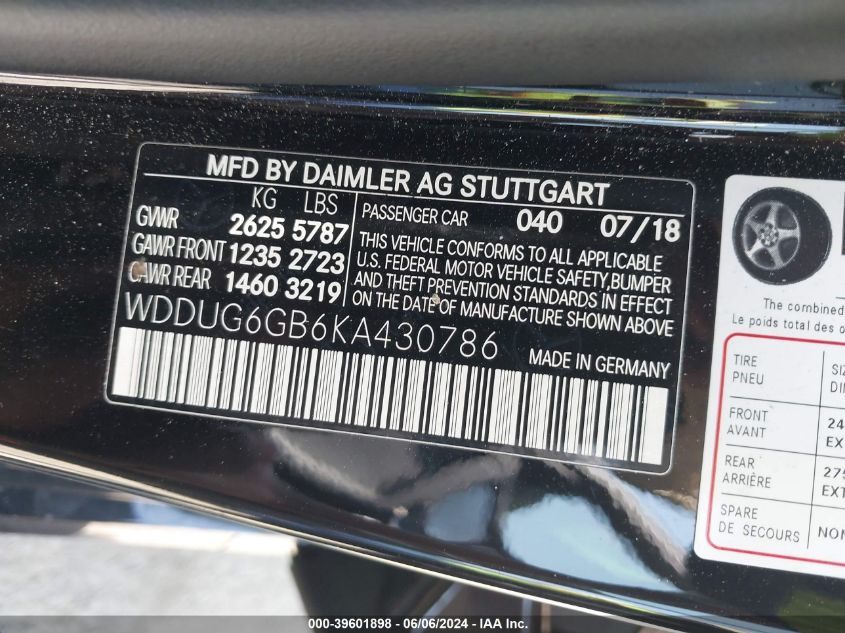 MFD BY DAIMLER AG STUTTGART
KG LBS
GVWR 2625 5787
GAWR FRONT 1235 2723
GAWR REAR 1460 3219
PASSENGER CAR 040 07/18
THIS VEHICLE CONFORMS TO ALL APPLICABLE
U.S. FEDERAL MOTOR VEHICLE SAFETY, BUMPER
AND THEFT PREVENTION STANDARDS IN EFFECT
ON THE DATE OF MANUFACTURE SHOWN ABOVE
WDDUG6GB6KA430786
MADE IN GERMANY
The combined
Le poids total des
TIRE
PNEU
FRONT
AVANT
REAR
ARRIÈRE
275
SPARE
DE SECOURS
000-39601898 - 06/06/2024 - IAA Inc.